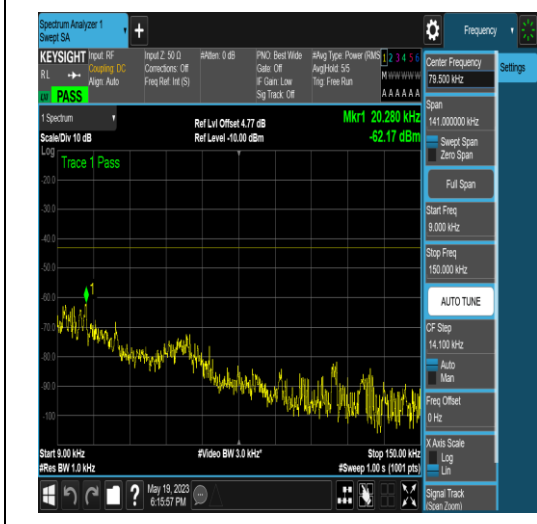 Spectrum Analyzer 1
Swept SA
Frequency
KEYSIGHT
RL
PASS
Input: RF
Coupling: DC
Align: Auto
Input Z: 50 Ω
Corrections: Off
Freq Ref: Int (S)
#Atten: 0 dB
PNO: Best Wide
Gate: Off
IF Gain: Low
Sig Track: Off
#Avg Type: Power (RMS
Avg|Hold: 5/5
Trig: Free Run
1 2 3 4 5 6
M W W W W W
A A A A A A
1 Spectrum
Scale/Div 10 dB
Ref Lvl Offset 4.77 dB
Ref Level -10.00 dBm
Mkr1 20.280 kHz
-62.17 dBm
Log
Trace 1 Pass
-20.0
-30.0
-40.0
-50.0
-60.0
-70.0
-80.0
-90.0
-100
1
Start 9.00 kHz
#Res BW 1.0 kHz
#Video BW 3.0 kHz*
Stop 150.00 kHz
#Sweep 1.00 s (1001 pts)
May 19, 2023
6:15:57 PM
Center Frequency
79.500 kHz
Settings
Span
141.000000 kHz
Swept Span
Zero Span
Full Span
Start Freq
9.000 kHz
Stop Freq
150.000 kHz
AUTO TUNE
CF Step
14.100 kHz
Auto
Man
Freq Offset
0 Hz
X Axis Scale
Log
Lin
Signal Track
(Span Zoom)